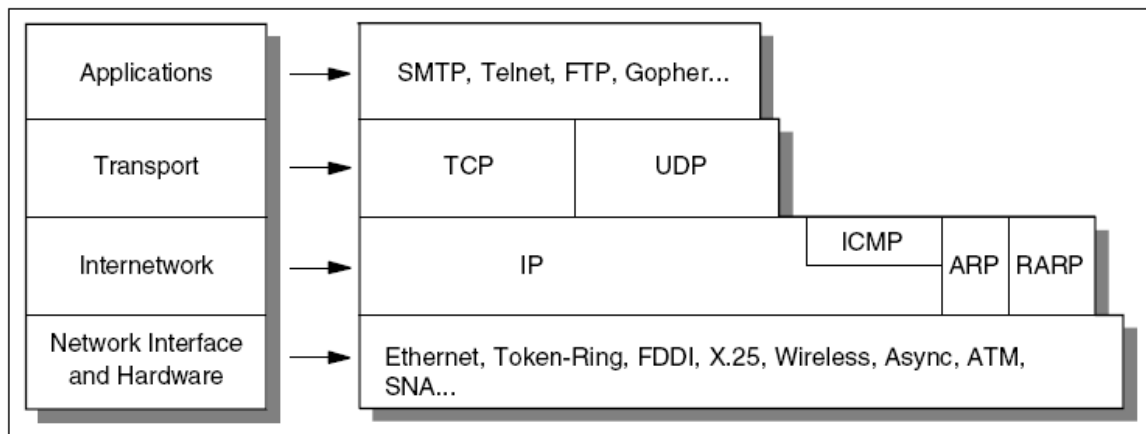 Applications
SMTP, Telnet, FTP, Gopher...
Transport
TCP
UDP
Internetwork
IP
ICMP
ARP
RARP
Network Interface
and Hardware
Ethernet, Token-Ring, FDDI, X.25, Wireless, Async, ATM,
SNA...